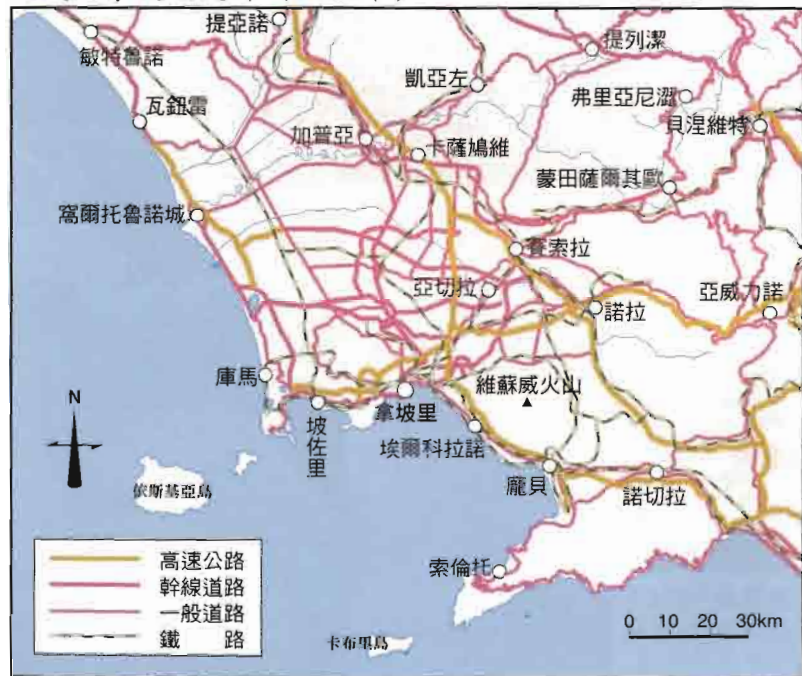 提亞諾
敏特魯諾
提列潔
凱亞左
弗里亞尼澀
瓦鈕雷
貝涅維特
加普亞
卡薩鳩維
蒙田薩爾其歐
窩爾托魯諾城
賽索拉
亞切拉
諾拉
亞威力諾
庫馬
維蘇威火山
拿坡里
坡佐里
埃爾科拉諾
N
龐貝
諾切拉
依斯基亞島
高速公路
幹線道路
一般道路
鐵 路
索倫托
0 10 20 30km
卡布里島